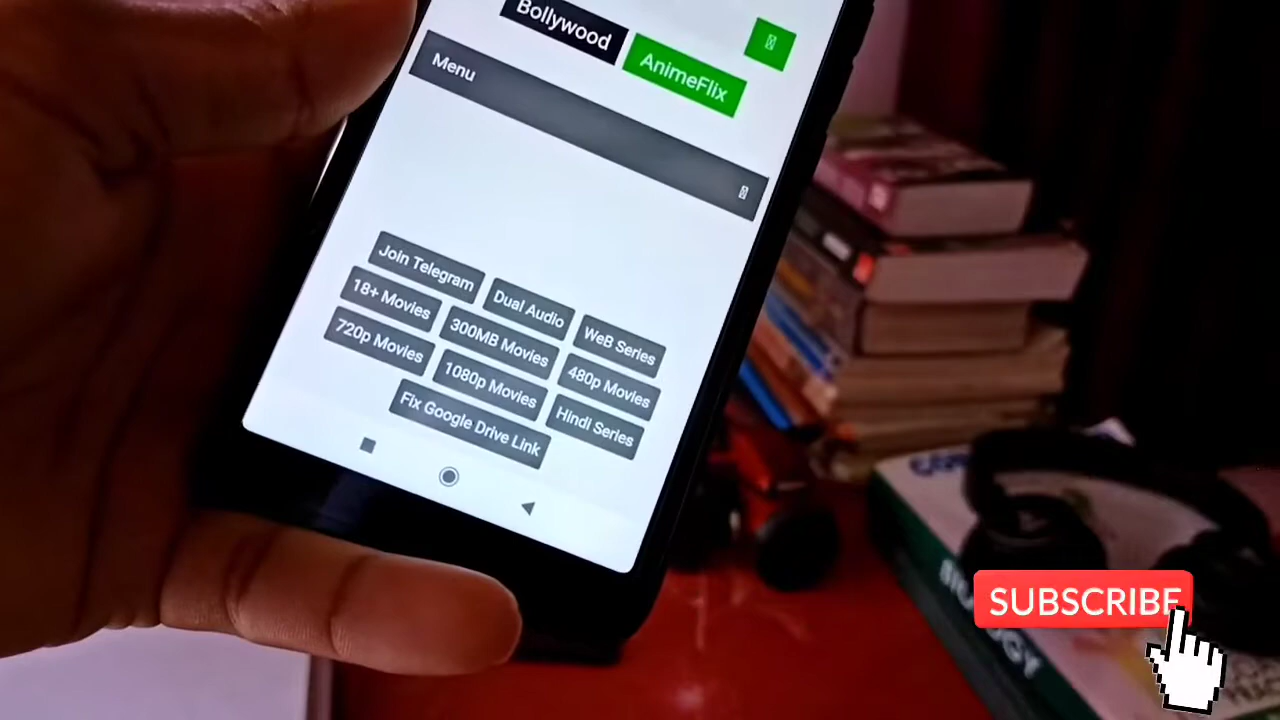 Bollywood
AnimeFlix
Menu
Join Telegram
Dual Audio
WeB Series
18+ Movies
300MB Movies
480p Movies
720p Movies
1080p Movies
Hindi Series
Fix Google Drive Link
SUBSCRIBE